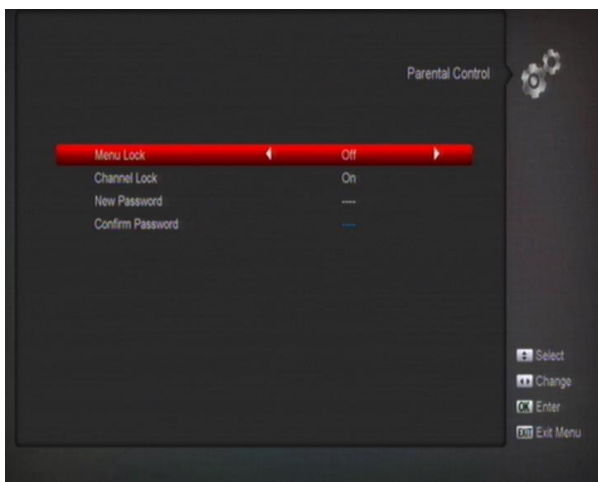 Parental Control
Menu Lock Off
Channel Lock On
New Password ----
Confirm Password ----
Select
Change
OK Enter
EXIT Exit Menu